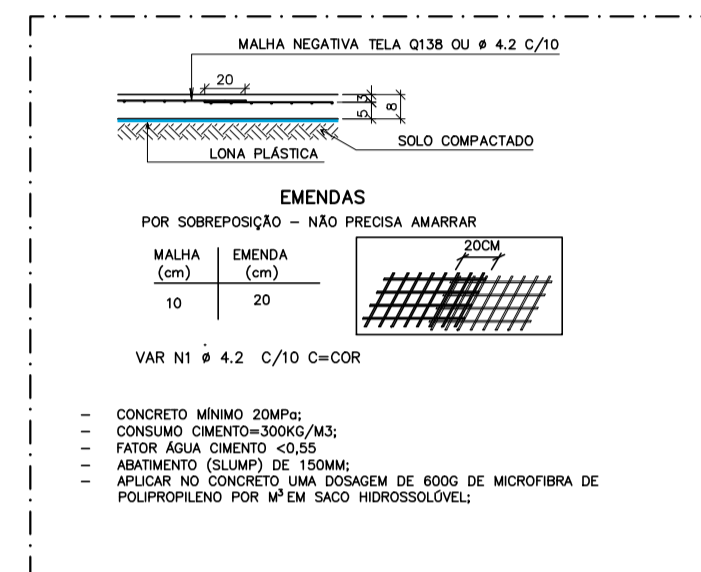 MALHA NEGATIVA TELA Q138 OU ø 4.2 C/10
20
3
5
8
SOLO COMPACTADO
LONA PLÁSTICA
EMENDAS
POR SOBREPOSIÇÃO – NÃO PRECISA AMARRAR
MALHA (cm) EMENDA (cm)
10 20
20CM
VAR N1 ø 4.2 C/10 C=COR
– CONCRETO MÍNIMO 20MPa;
– CONSUMO CIMENTO=300KG/M3;
– FATOR ÁGUA CIMENTO <0,55
– ABATIMENTO (SLUMP) DE 150MM;
– APLICAR NO CONCRETO UMA DOSAGEM DE 600G DE MICROFIBRA DE
POLIPROPILENO POR M³ EM SACO HIDROSSOLÚVEL;